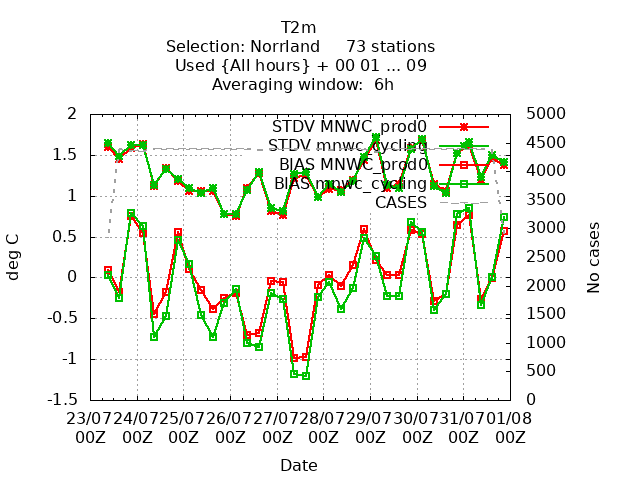 T2m
Selection: Norrland 73 stations
Used {All hours} + 00 01 ... 09
Averaging window: 6h
STDV MNWC_prod0
STDV mnwc_cycling
BIAS MNWC_prod0
BIAS mnwc_cycling
CASES
2
1.5
1
0.5
0
-0.5
-1
-1.5
deg C
5000
4500
4000
3500
3000
2500
2000
1500
1000
500
0
No cases
23/07 24/07 25/07 26/07 27/07 28/07 29/07 30/07 31/07 01/08
00Z 00Z 00Z 00Z 00Z 00Z 00Z 00Z 00Z 00Z
Date